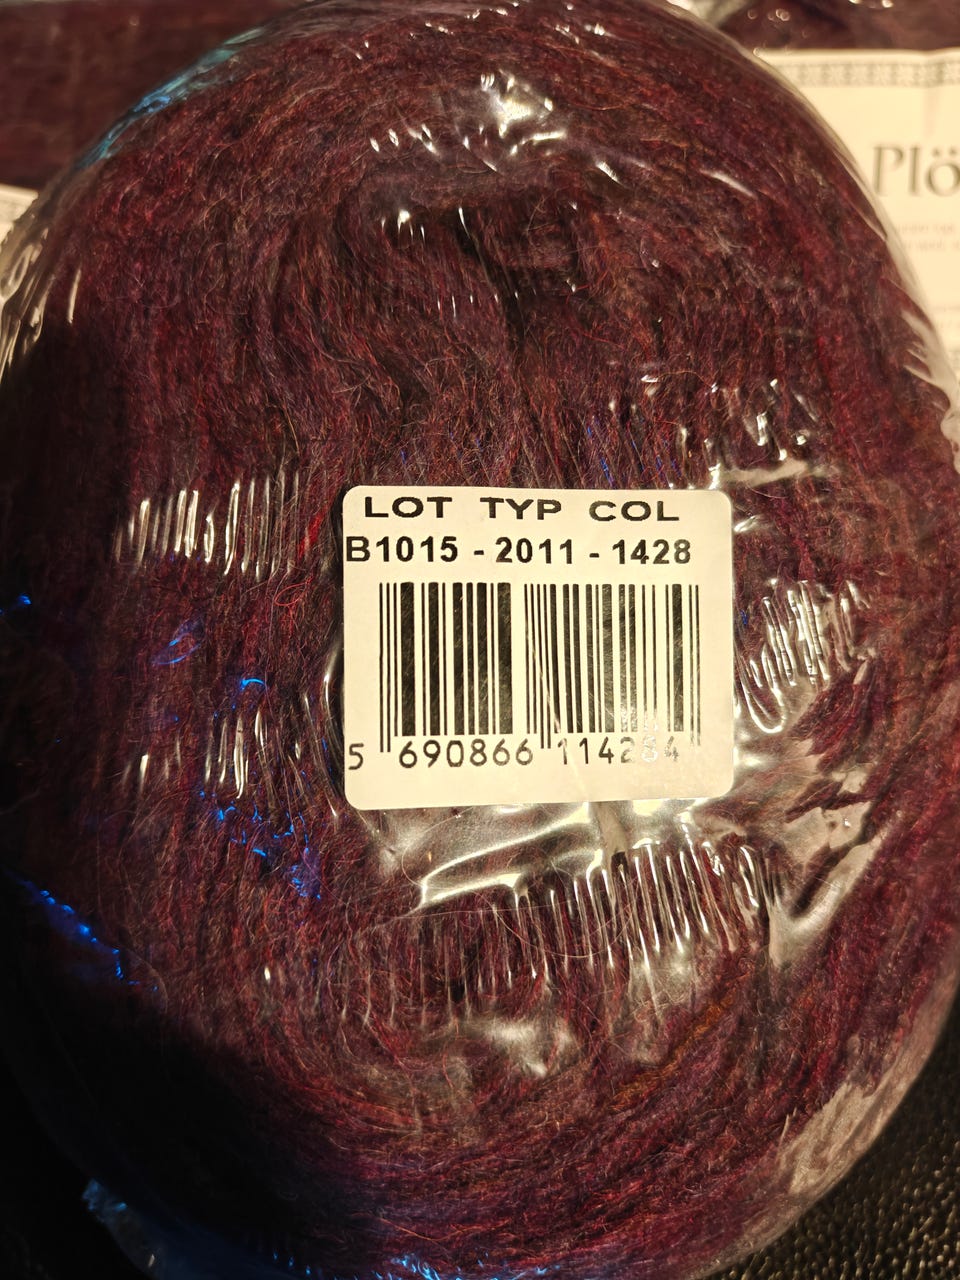 Plö
LOT TYP COL
B1015 - 2011 - 1428
5 690866 114284